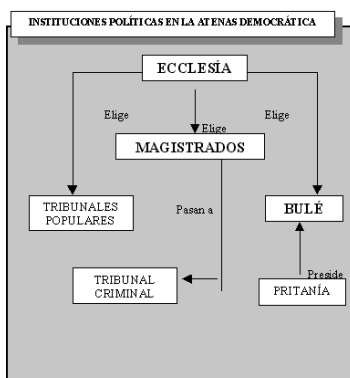 INSTITUCIONES POLÍTICAS EN LA ATENAS DEMOCRÁTICA
ECCLESÍA
Elige
Elige
Elige
MAGISTRADOS
TRIBUNALES
POPULARES
Pasan a
BULÉ
TRIBUNAL
CRIMINAL
Preside
PRITANÍA